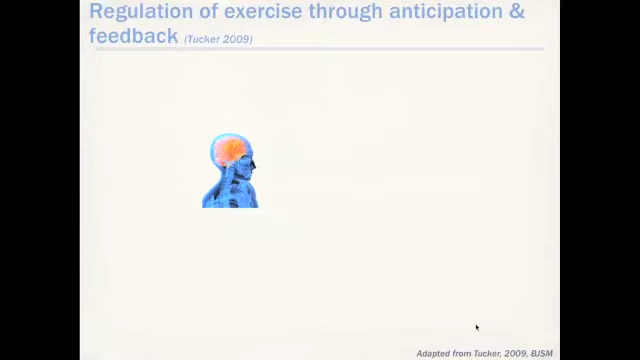 Regulation of exercise through anticipation &
feedback (Tucker 2009)
Adapted from Tucker, 2009, BJSM